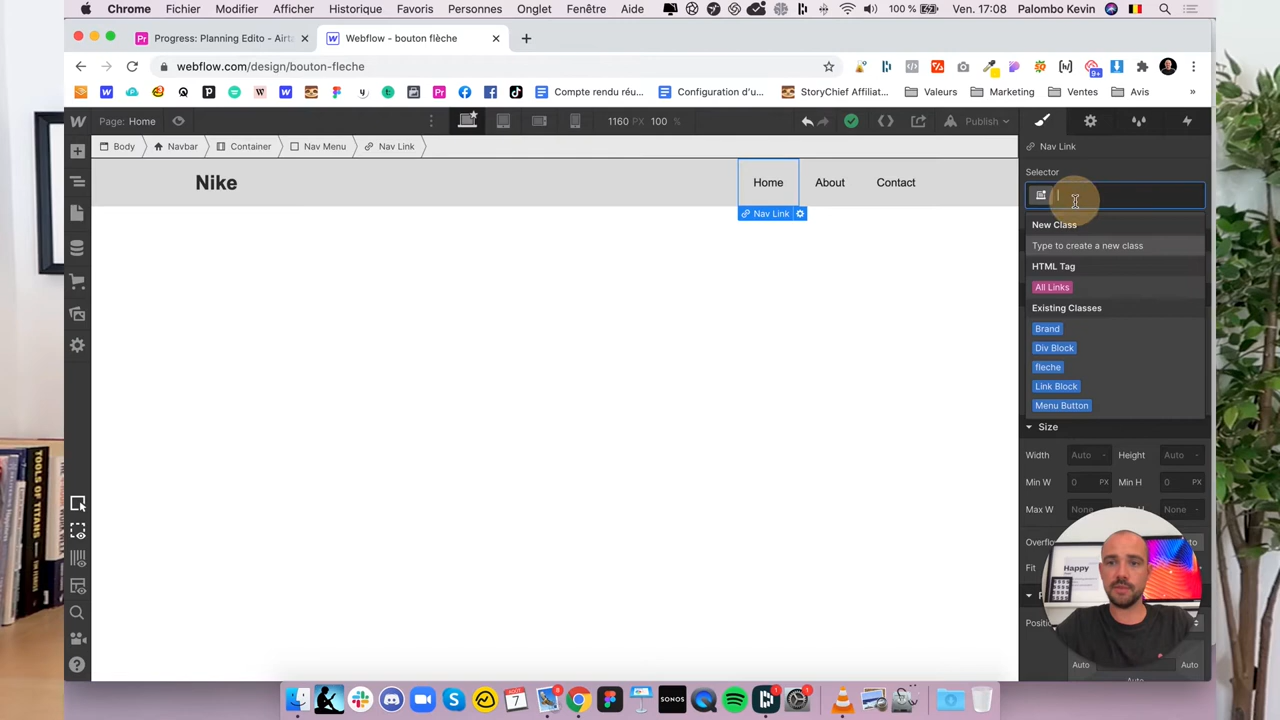 Chrome Fichier Modifier Afficher Historique Favoris Personnes Onglet Fenêtre Aide 100 % Ven. 17:08 Palombo Kevin
Progress: Planning Edito - Airt
Webflow - bouton flèche
webflow.com/design/bouton-fleche
Compte rendu réu... Configuration d'u... StoryChief Affiliat... Valeurs Marketing Ventes Avis »
Page: Home 1160 PX 100 % Publish
Body Navbar Container Nav Menu Nav Link
Nav Link
Nike Home About Contact
Nav Link
Selector
New Class
Type to create a new class
HTML Tag
All Links
Existing Classes
Brand
Div Block
fleche
Link Block
Menu Button
Size
Width Auto - Height Auto -
Min W 0 PX Min H 0 PX
Max W None
Fit
Auto Auto
Happy
TOOLS OF TITANS
SONOS